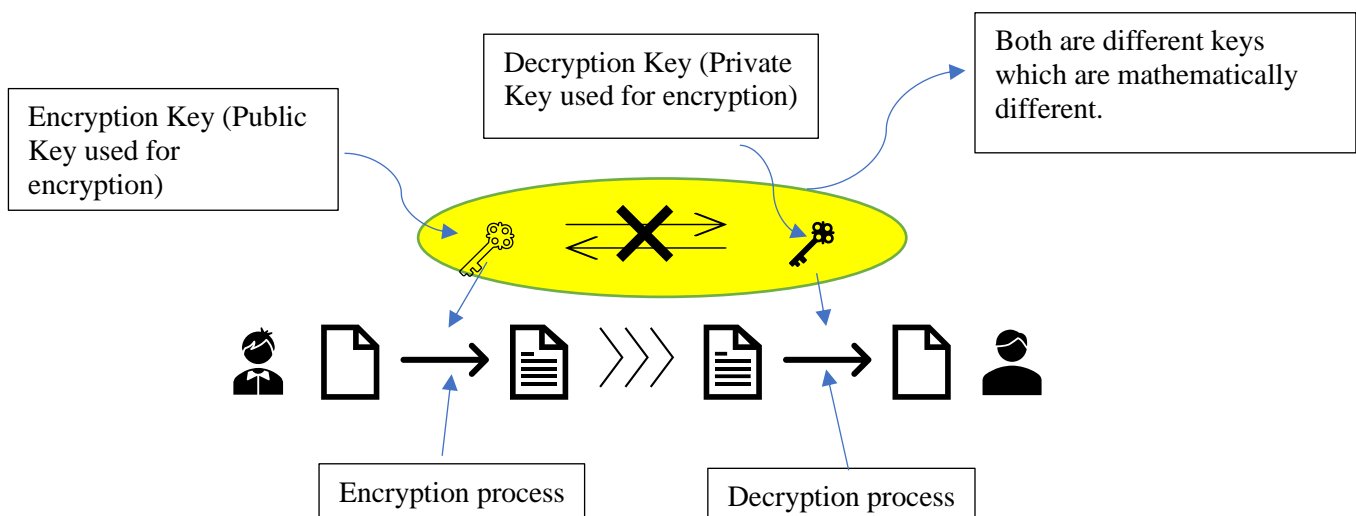 Encryption Key (Public
Key used for
encryption)
Decryption Key (Private
Key used for encryption)
Both are different keys
which are mathematically
different.
Encryption process
Decryption process